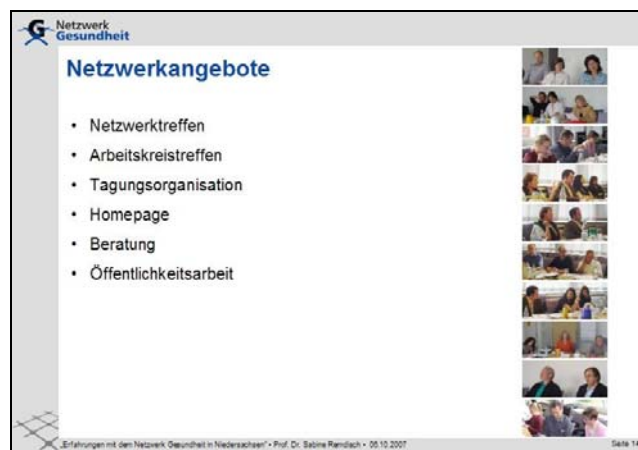 Netzwerk
Gesundheit
Netzwerkangebote
• Netzwerktreffen
• Arbeitskreistreffen
• Tagungsorganisation
• Homepage
• Beratung
• Öffentlichkeitsarbeit
„Erfahrungen mit dem Netzwerk Gesundheit in Niedersachsen“ • Prof. Dr. Sabine Remdisch • 05.10.2007 Seite 14